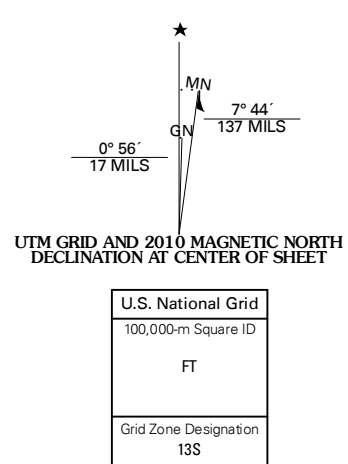 MN
7° 44´
137 MILS
GN
0° 56´
17 MILS
UTM GRID AND 2010 MAGNETIC NORTH
DECLINATION AT CENTER OF SHEET
U.S. National Grid
100,000-m Square ID
FT
Grid Zone Designation
13S